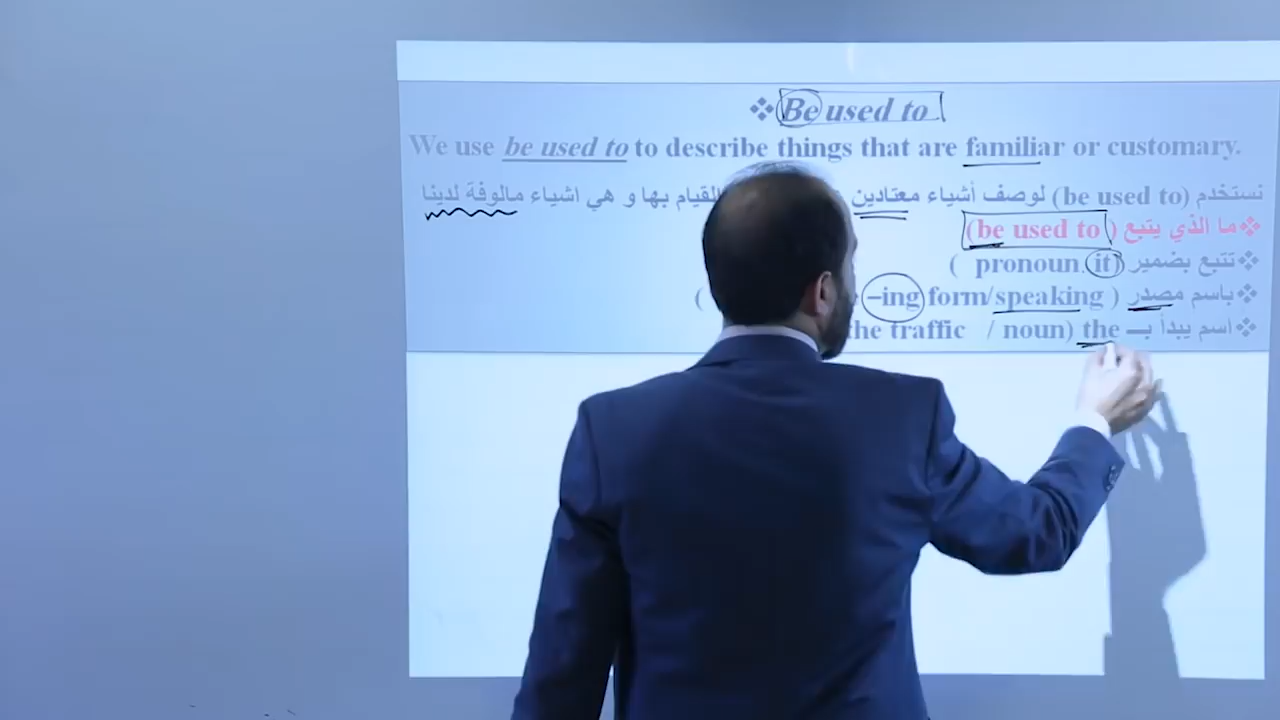 ❖Be used to
We use be used to to describe things that are familiar or customary.
نستخدم (be used to) لوصف أشياء معتادين القيام بها و هي اشياء مالوفة لدينا
❖ما الذي يتبع ( be used to)
❖تتبع بضمير (it pronoun )
❖باسم مصدر ( speaking/ing form– (
❖اسم يبدأ بـ the (noun / the traffic